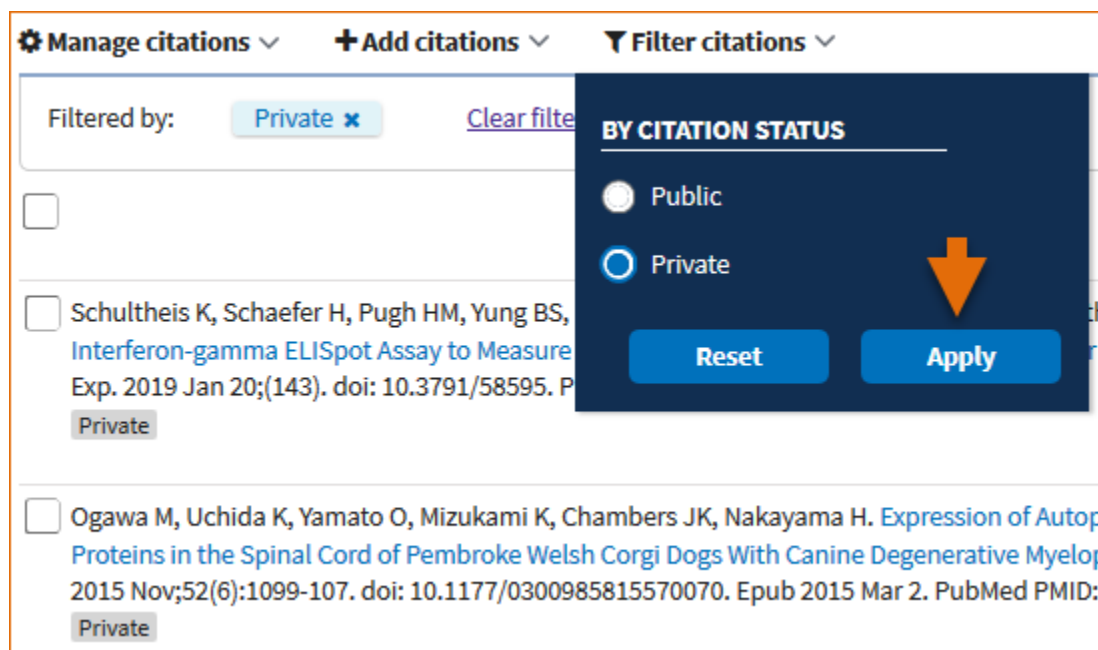 Manage citations Add citations Filter citations
Filtered by: Private × Clear filte
BY CITATION STATUS
Public
Private
Reset Apply
Schultheis K, Schaefer H, Pugh HM, Yung BS,
Interferon-gamma ELISpot Assay to Measure
Exp. 2019 Jan 20;(143). doi: 10.3791/58595. P
Private
Ogawa M, Uchida K, Yamato O, Mizukami K, Chambers JK, Nakayama H. Expression of Autop
Proteins in the Spinal Cord of Pembroke Welsh Corgi Dogs With Canine Degenerative Myelop
2015 Nov;52(6):1099-107. doi: 10.1177/0300985815570070. Epub 2015 Mar 2. PubMed PMID:
Private